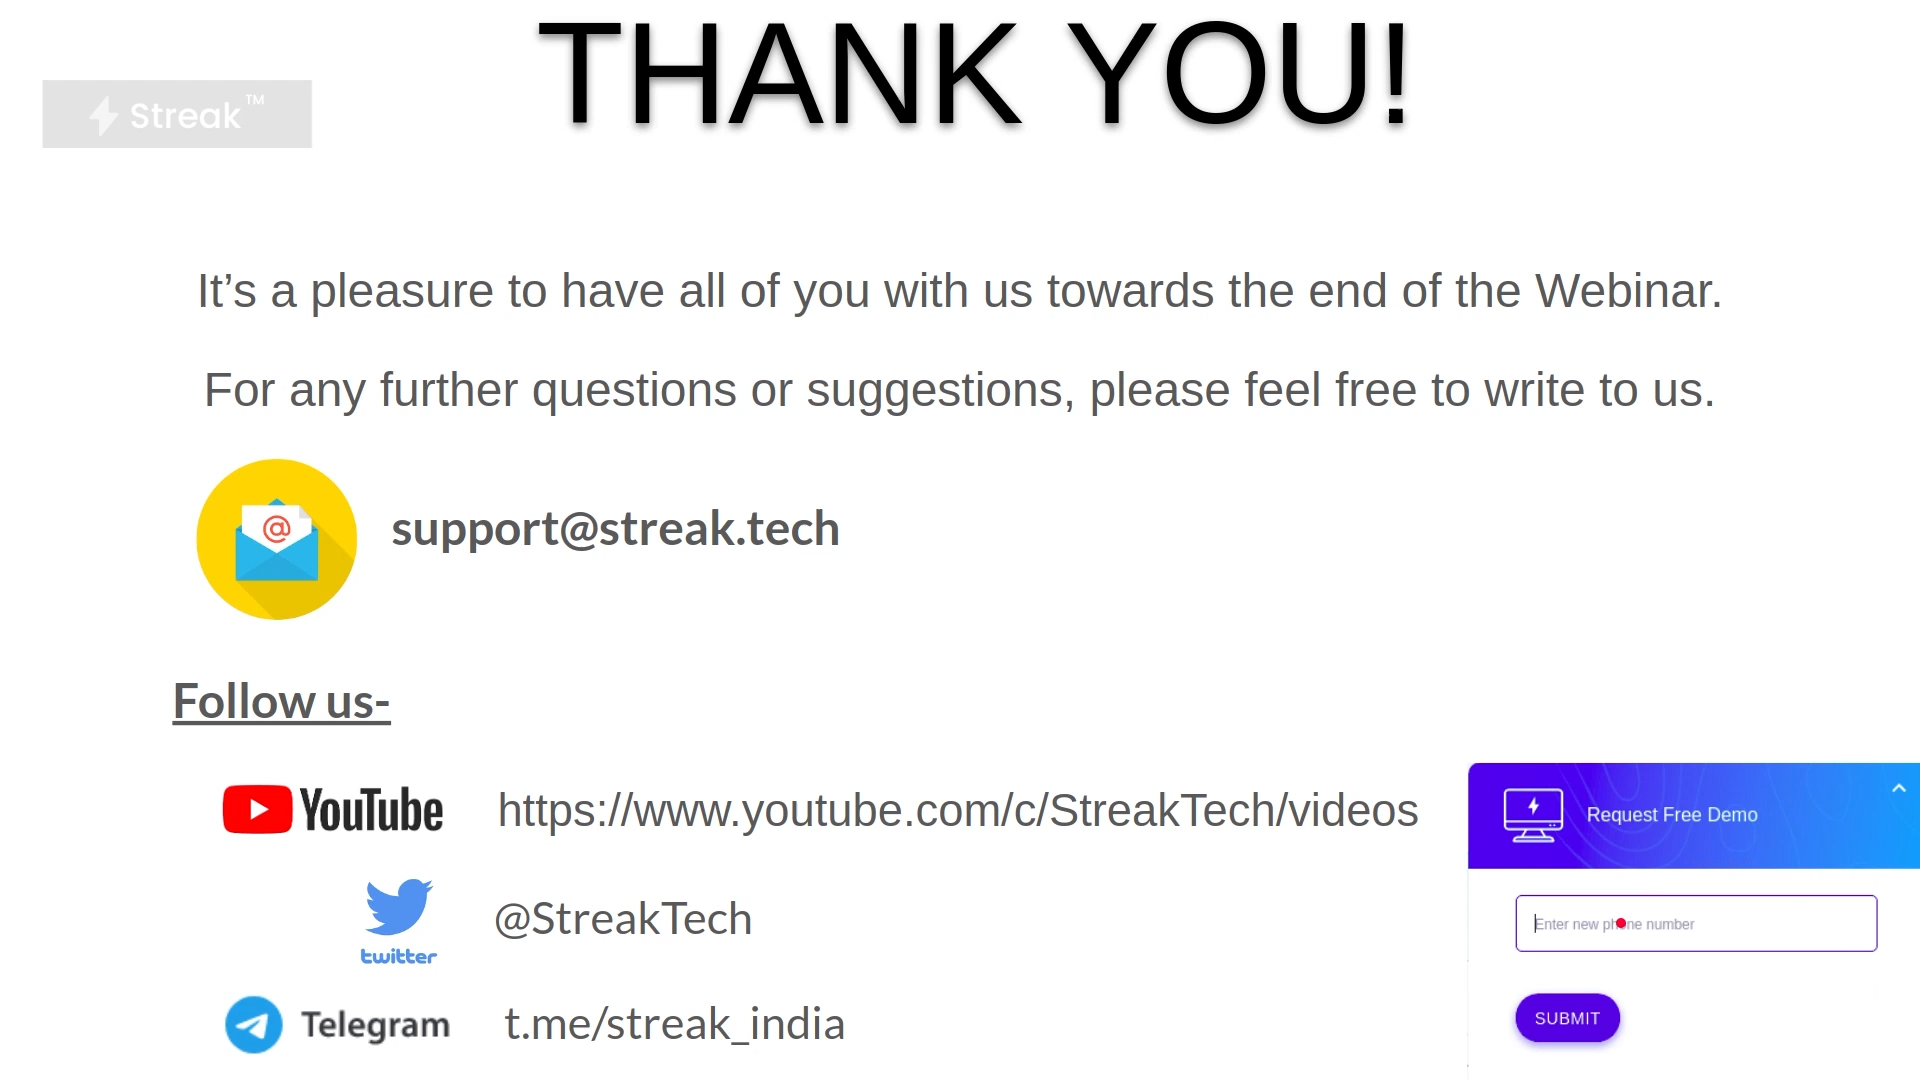 THANK YOU!
Streak™
It’s a pleasure to have all of you with us towards the end of the Webinar.
For any further questions or suggestions, please feel free to write to us.
@
support@streak.tech
Follow us-
YouTube https://www.youtube.com/c/StreakTech/videos
Request Free Demo
twitter @StreakTech
Enter new phone number
Telegram t.me/streak_india
SUBMIT